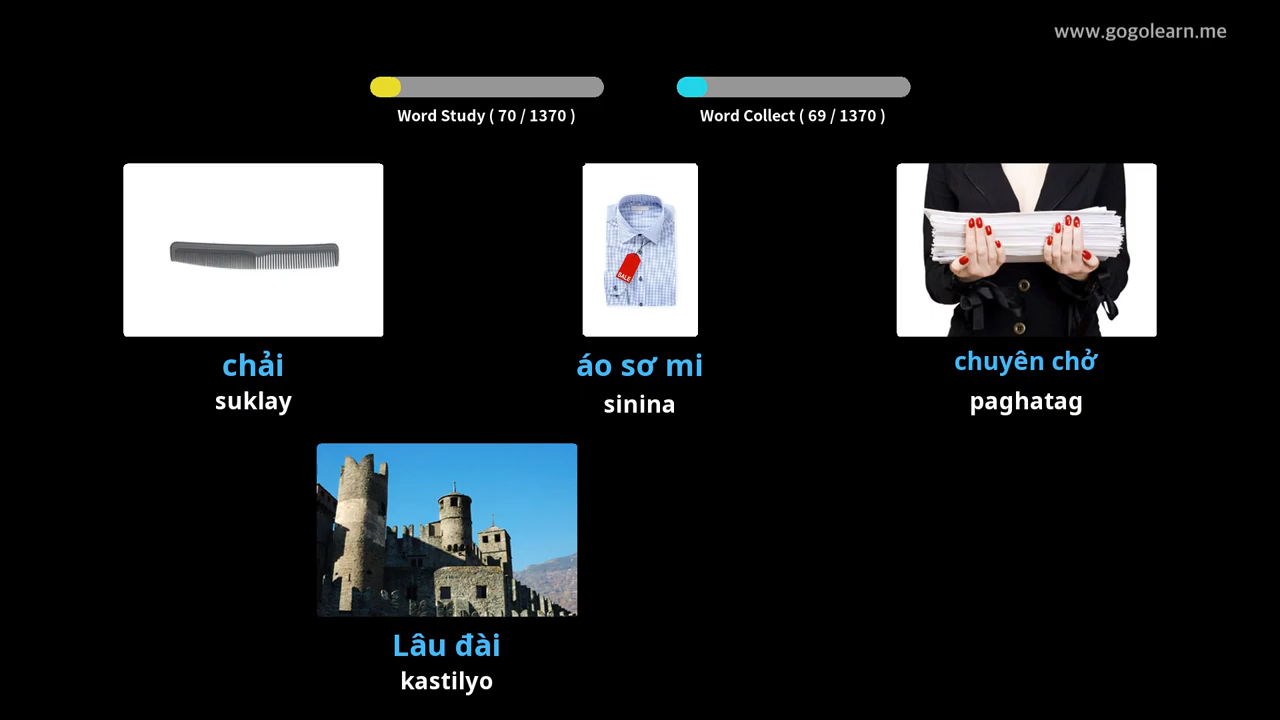 www.gogolearn.me
Word Study ( 70 / 1370 )
Word Collect ( 69 / 1370 )
SALE
chải
suklay
áo sơ mi
sinina
chuyên chở
paghatag
Lâu đài
kastilyo